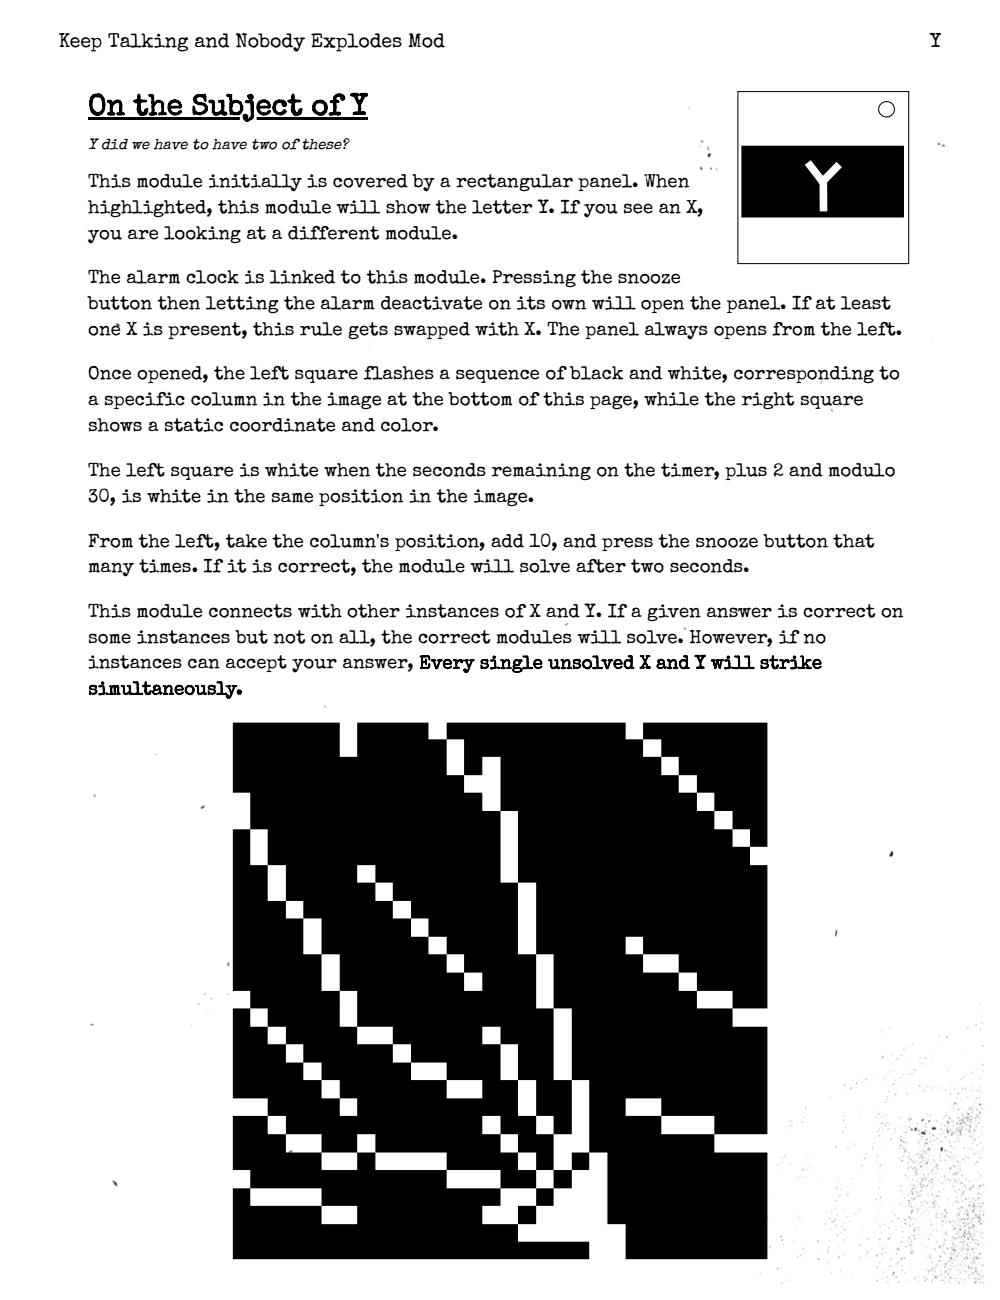 Keep Talking and Nobody Explodes Mod
Y
On the Subject of Y
Y did we have to have two of these?
This module initially is covered by a rectangular panel. When
highlighted, this module will show the letter Y. If you see an X,
you are looking at a different module.
Y
The alarm clock is linked to this module. Pressing the snooze
button then letting the alarm deactivate on its own will open the panel. If at least
one X is present, this rule gets swapped with X. The panel always opens from the left.
Once opened, the left square flashes a sequence of black and white, corresponding to
a specific column in the image at the bottom of this page, while the right square
shows a static coordinate and color.
The left square is white when the seconds remaining on the timer, plus 2 and modulo
30, is white in the same position in the image.
From the left, take the column's position, add 10, and press the snooze button that
many times. If it is correct, the module will solve after two seconds.
This module connects with other instances of X and Y. If a given answer is correct on
some instances but not on all, the correct modules will solve. However, if no
instances can accept your answer, Every single unsolved X and Y will strike
simultaneously.